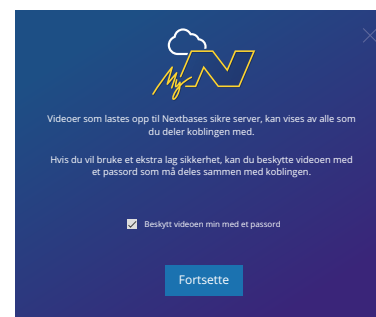 My N
Videoer som lastes opp til Nextbases sikre server, kan vises av alle som
du deler koblingen med.
Hvis du vil bruke et ekstra lag sikkerhet, kan du beskytte videoen med
et passord som må deles sammen med koblingen.
Beskytt videoen min med et passord
Fortsette